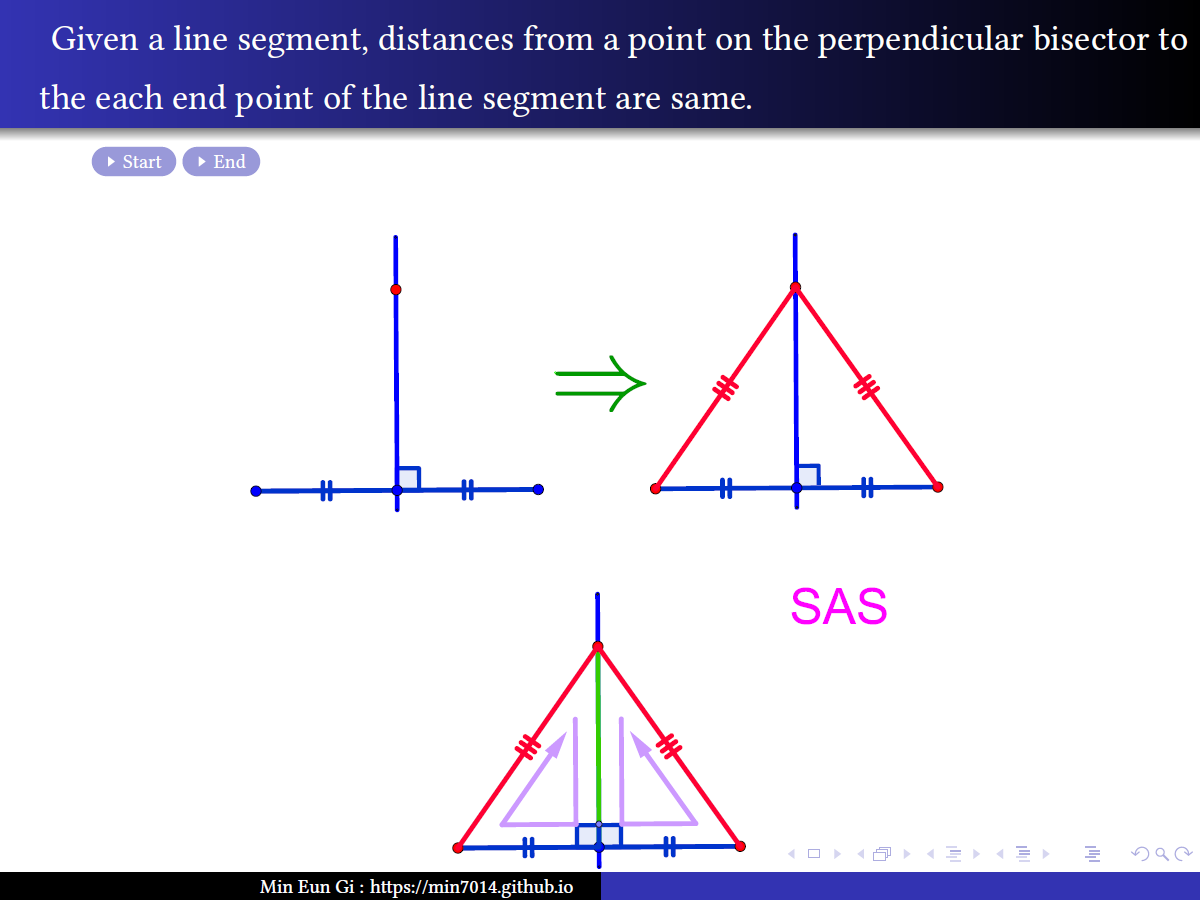 Given a line segment, distances from a point on the perpendicular bisector to
the each end point of the line segment are same.
Start End
SAS
Min Eun Gi : https://min7014.github.io